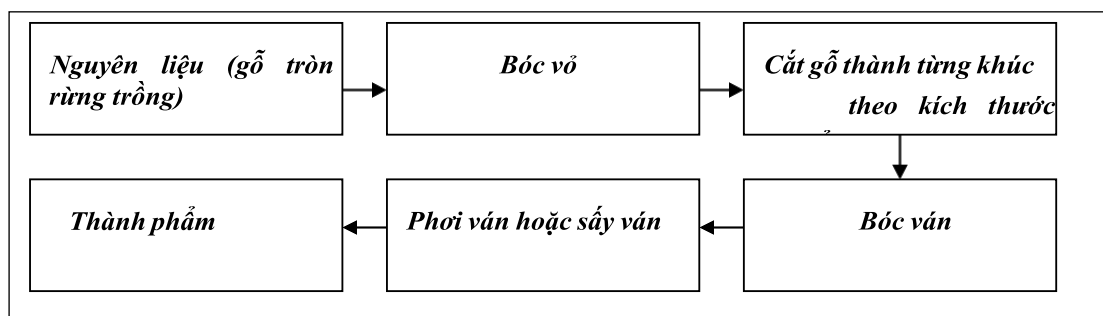 Nguyên liệu (gỗ tròn
rừng trồng)
Bóc vỏ
Cắt gỗ thành từng khúc
theo kích thước
Bóc ván
Phơi ván hoặc sấy ván
Thành phẩm